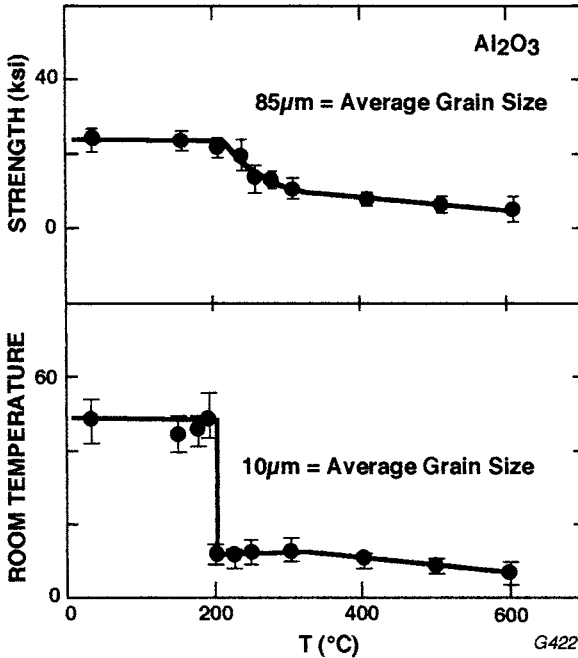 Al2O3
40
85µm = Average Grain Size
STRENGTH (ksi)
0
60
ROOM TEMPERATURE
10µm = Average Grain Size
0
0 200 400 600
T (°C)
G422